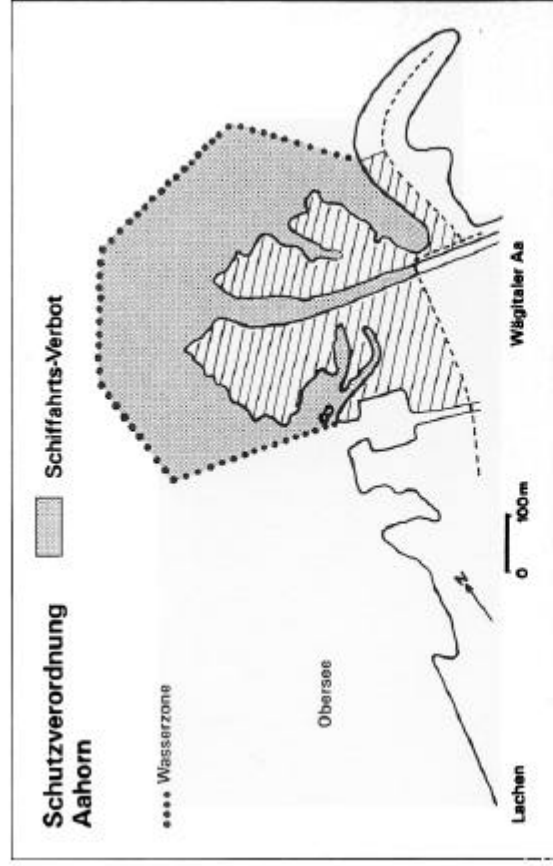 Schutzverordnung
Aahorn
Schiffahrts-Verbot
Wasserzone
Obersee
N
0 100m
Lachen
Wägitaler Aa